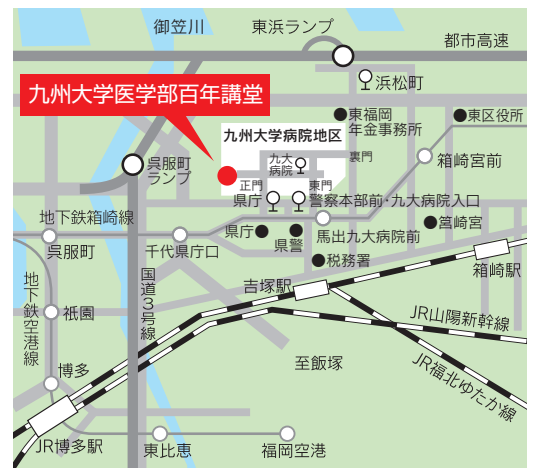 御笠川
東浜ランプ
都市高速
九州大学医学部百年講堂
浜松町
東福岡
年金事務所
東区役所
九州大学病院地区
九大
病院
裏門
呉服町
ランプ
箱崎宮前
正門
東門
県庁
警察本部前・九大病院入口
地下鉄箱崎線
県庁
県警
馬出九大病院前
筥崎宮
呉服町
千代県庁口
税務署
箱崎駅
地下鉄空港線
国道3号線
吉塚駅
祇園
JR山陽新幹線
博多
至飯塚
JR福北ゆたか線
JR博多駅
東比恵
福岡空港